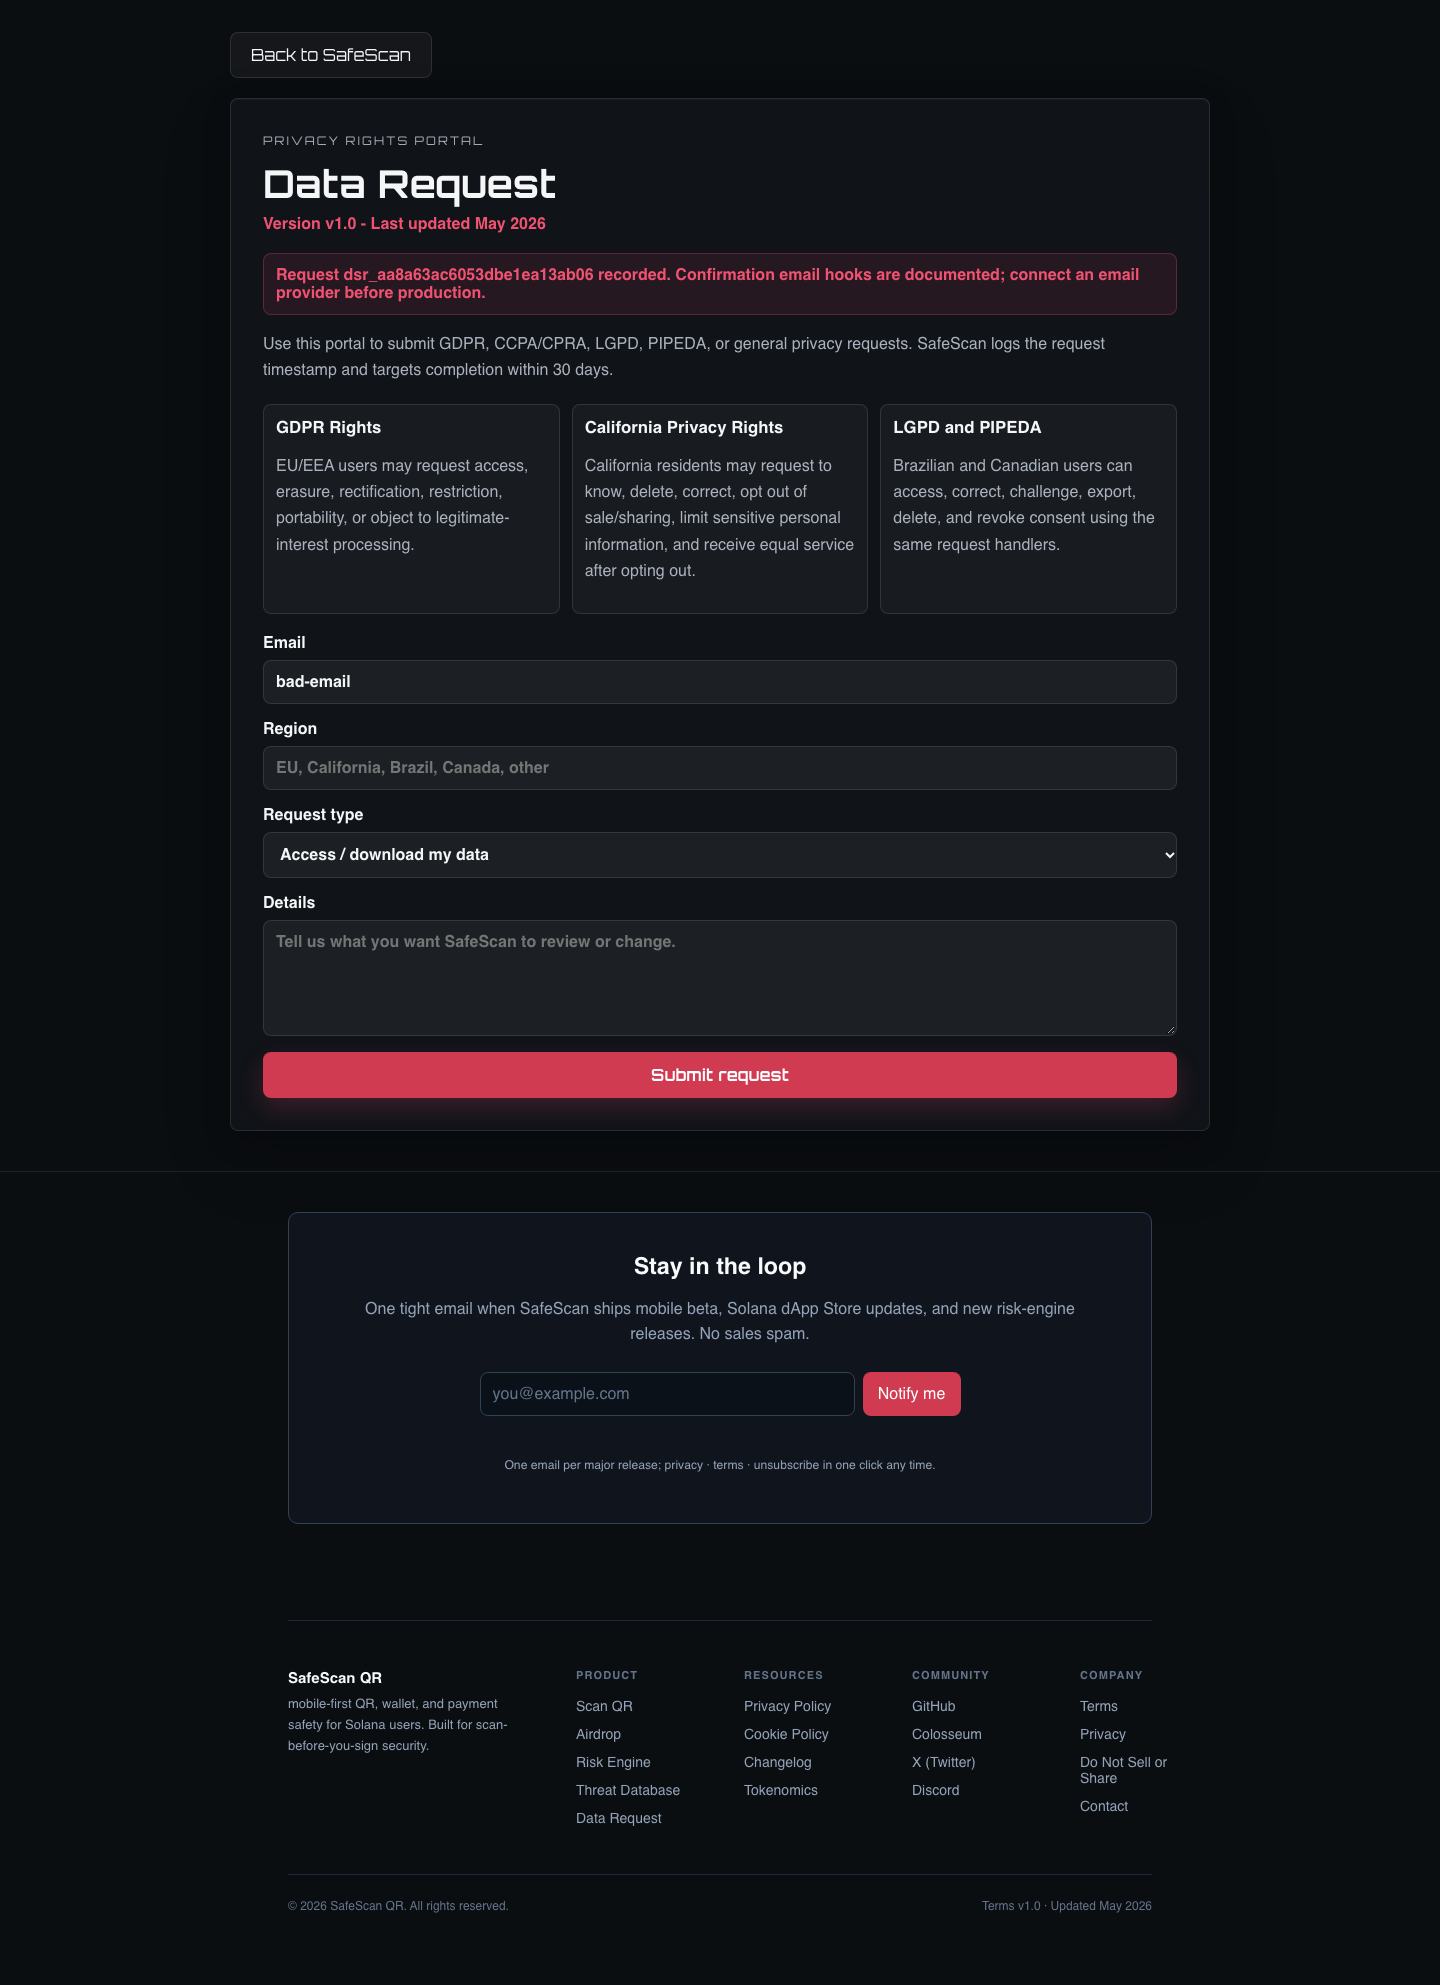 Back to SafeScan
PRIVACY RIGHTS PORTAL
Data Request
Version v1.0 - Last updated May 2026
Request dsr_aa8a63ac6053dbe1ea13ab06 recorded. Confirmation email hooks are documented; connect an email
provider before production.
Use this portal to submit GDPR, CCPA/CPRA, LGPD, PIPEDA, or general privacy requests. SafeScan logs the request
timestamp and targets completion within 30 days.
GDPR Rights
EU/EEA users may request access,
erasure, rectification, restriction,
portability, or object to legitimate-
interest processing.
California Privacy Rights
California residents may request to
know, delete, correct, opt out of
sale/sharing, limit sensitive personal
information, and receive equal service
after opting out.
LGPD and PIPEDA
Brazilian and Canadian users can
access, correct, challenge, export,
delete, and revoke consent using the
same request handlers.
Email
bad-email
Region
EU, California, Brazil, Canada, other
Request type
Access / download my data
Details
Tell us what you want SafeScan to review or change.
Submit request
Stay in the loop
One tight email when SafeScan ships mobile beta, Solana dApp Store updates, and new risk-engine
releases. No sales spam.
you@example.com
Notify me
One email per major release; privacy · terms · unsubscribe in one click any time.
SafeScan QR
mobile-first QR, wallet, and payment
safety for Solana users. Built for scan-
before-you-sign security.
PRODUCT
Scan QR
Airdrop
Risk Engine
Threat Database
Data Request
RESOURCES
Privacy Policy
Cookie Policy
Changelog
Tokenomics
COMMUNITY
GitHub
Colosseum
X (Twitter)
Discord
COMPANY
Terms
Privacy
Do Not Sell or
Share
Contact
© 2026 SafeScan QR. All rights reserved.
Terms v1.0 · Updated May 2026